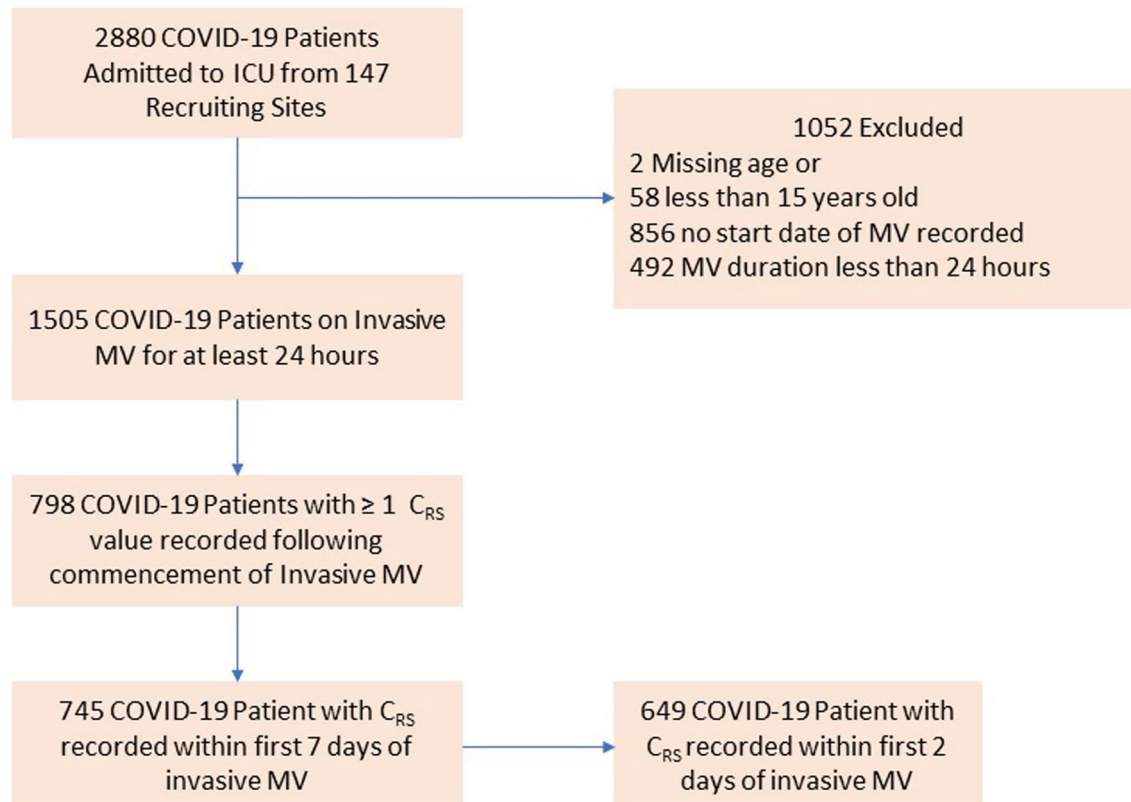 2880 COVID-19 Patients
Admitted to ICU from 147
Recruiting Sites
1052 Excluded
2 Missing age or
58 less than 15 years old
856 no start date of MV recorded
492 MV duration less than 24 hours
1505 COVID-19 Patients on Invasive
MV for at least 24 hours
798 COVID-19 Patients with ≥ 1 C_RS
value recorded following
commencement of Invasive MV
745 COVID-19 Patient with C_RS
recorded within first 7 days of
invasive MV
649 COVID-19 Patient with
C_RS recorded within first 2
days of invasive MV